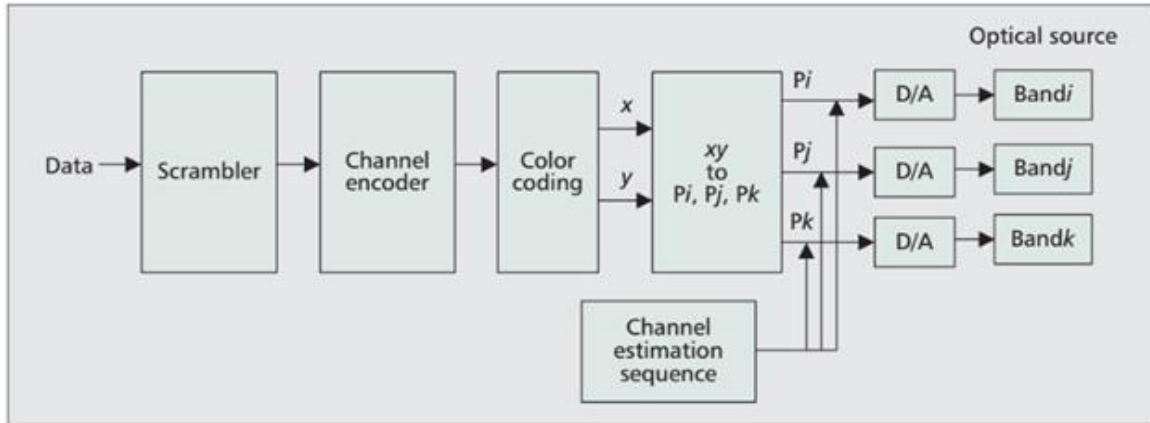 Optical source
Data
Scrambler
Channel
encoder
Color
coding
x
y
xy
to
Pi, Pj, Pk
Pi
D/A
Bandi
Pj
D/A
Bandj
Pk
D/A
Bandk
Channel
estimation
sequence